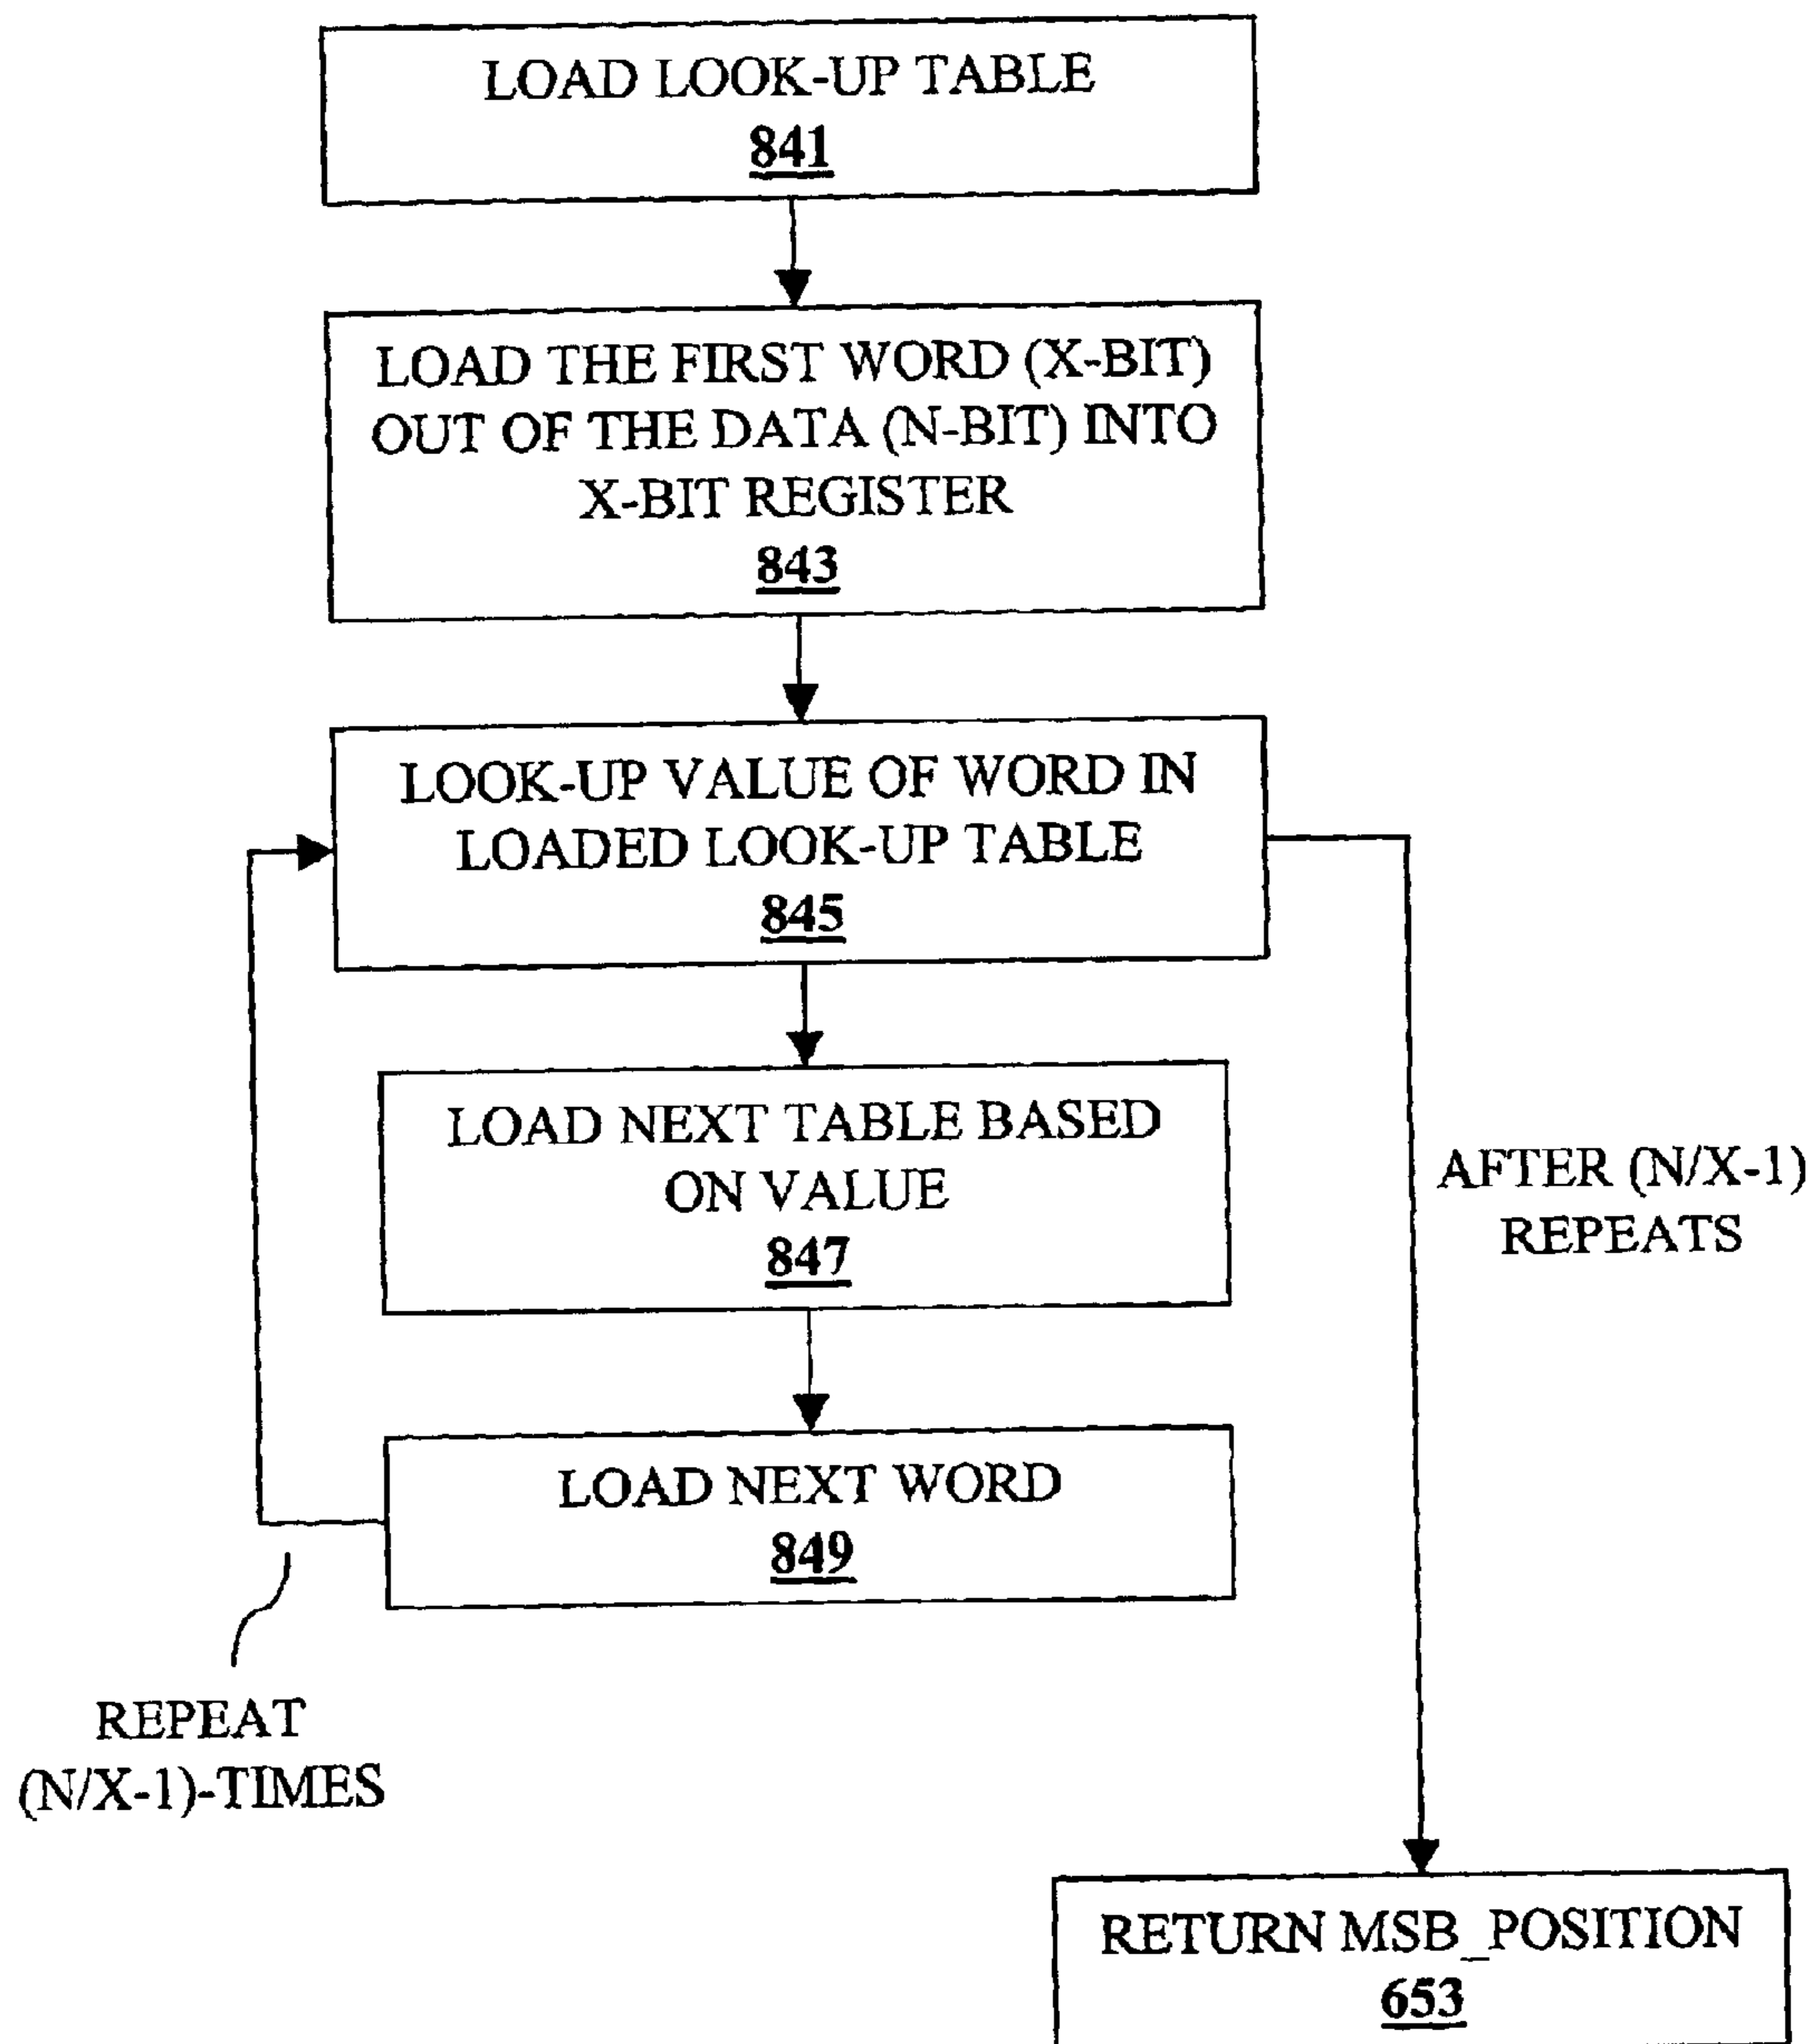 LOAD LOOK-UP TABLE
841
LOAD THE FIRST WORD (X-BIT)
OUT OF THE DATA (N-BIT) INTO
X-BIT REGISTER
843
LOOK-UP VALUE OF WORD IN
LOADED LOOK-UP TABLE
845
LOAD NEXT TABLE BASED
ON VALUE
847
AFTER (N/X-1)
REPEATS
LOAD NEXT WORD
849
REPEAT
(N/X-1)-TIMES
RETURN MSB_POSITION
653